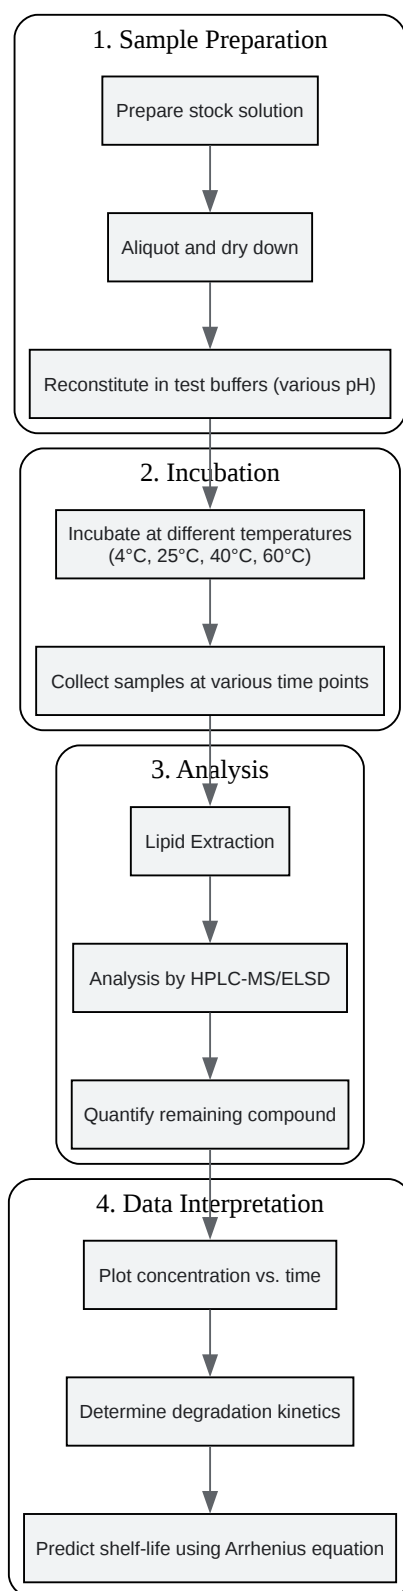 1. Sample Preparation
Prepare stock solution
Aliquot and dry down
Reconstitute in test buffers (various pH)
2. Incubation
Incubate at different temperatures
(4°C, 25°C, 40°C, 60°C)
Collect samples at various time points
3. Analysis
Lipid Extraction
Analysis by HPLC-MS/ELSD
Quantify remaining compound
4. Data Interpretation
Plot concentration vs. time
Determine degradation kinetics
Predict shelf-life using Arrhenius equation